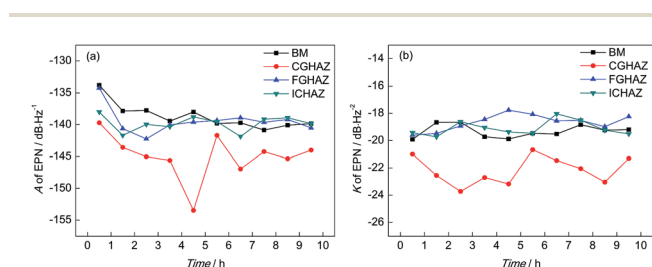 (a)
BM
CGHAZ
FGHAZ
ICHAZ
A of EPN / dB·Hz⁻¹
-130
-135
-140
-145
-150
-155
0 1 2 3 4 5 6 7 8 9 10
Time / h
(b)
BM
CGHAZ
FGHAZ
ICHAZ
K of EPN / dB·Hz⁻²
-14
-16
-18
-20
-22
-24
-26
0 1 2 3 4 5 6 7 8 9 10
Time / h